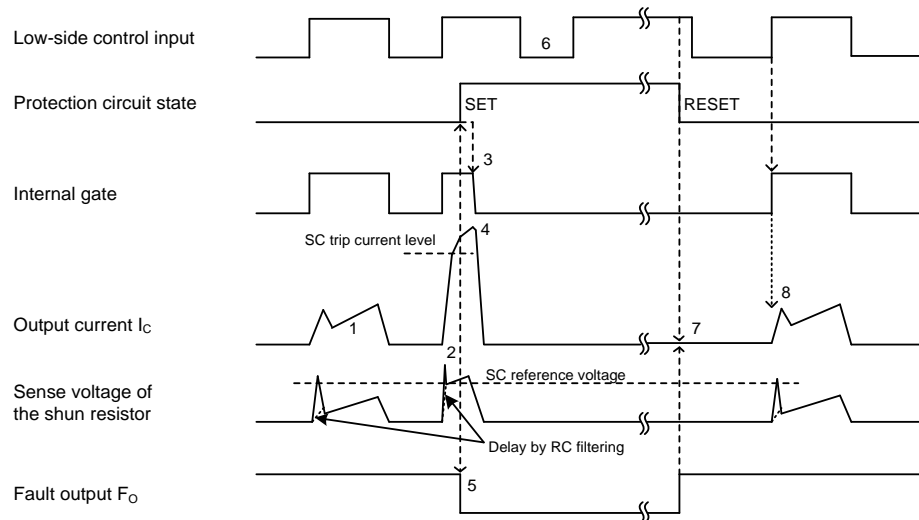 Low-side control input
6
Protection circuit state
SET
RESET
3
Internal gate
4
SC trip current level
Output current IC
1
7
8
2
SC reference voltage
Sense voltage of
the shun resistor
Delay by RC filtering
5
Fault output FO